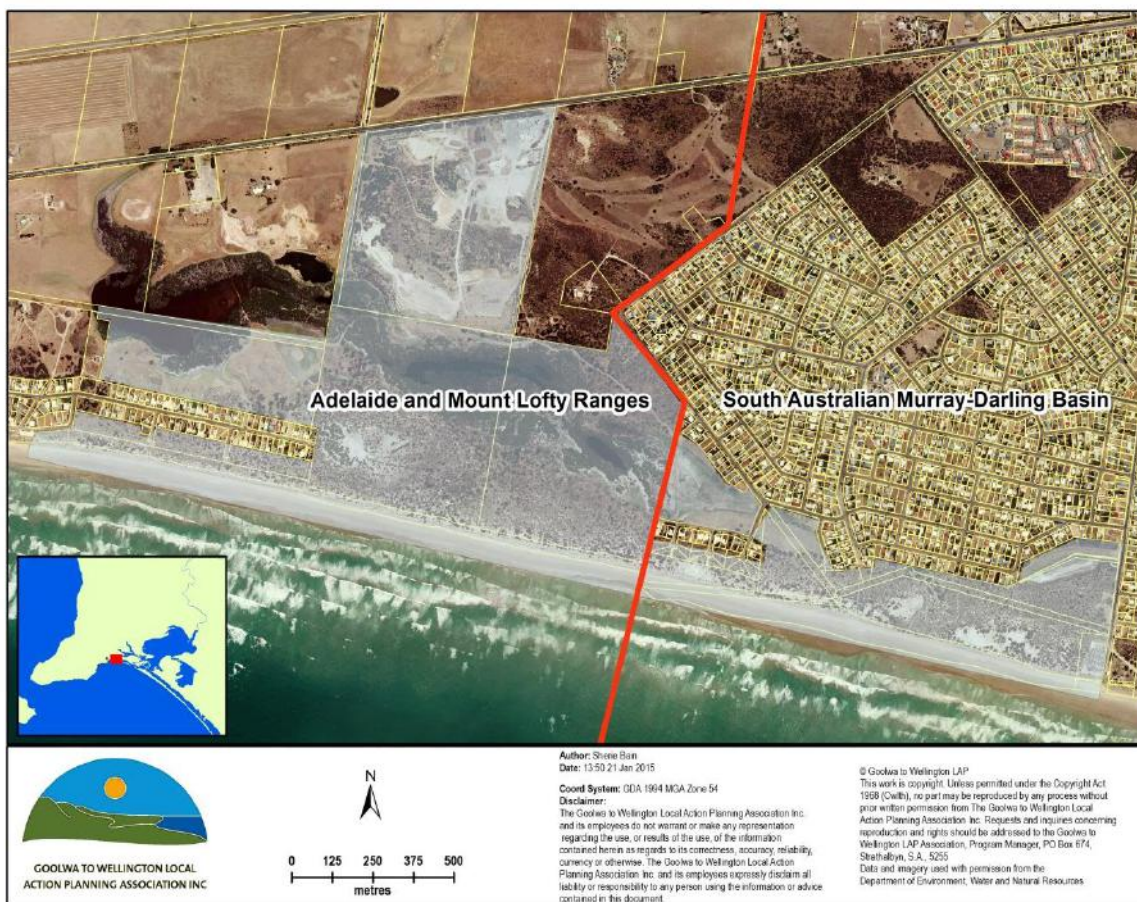 Adelaide and Mount Lofty Ranges
South Australian Murray-Darling Basin
GOOLWA TO WELLINGTON LOCAL
ACTION PLANNING ASSOCIATION INC
N
0 125 250 375 500
metres
Author: Sherie Bain
Date: 13:50 21 Jan 2015
Coord System: GDA 1994 MGA Zone 54
Disclaimer:
The Goolwa to Wellington Local Action Planning Association Inc.
and its employees do not warrant or make any representation
regarding the use, or results of the use, of the information
contained herein as regards to its correctness, accuracy, reliability,
currency or otherwise. The Goolwa to Wellington Local Action
Planning Association Inc. and its employees expressly disclaim all
liability or responsibility to any person using the information or advice
contained in this document.
© Goolwa to Wellington LAP
This work is copyright. Unless permitted under the Copyright Act
1968 (Cwlth), no part may be reproduced by any process without
prior written permission from The Goolwa to Wellington Local
Action Planning Association Inc. Requests and inquiries concerning
reproduction and rights should be addressed to the Goolwa to
Wellington LAP Association, Program Manager, PO Box 674,
Strathalbyn, S.A., 5255
Data and imagery used with permission from the
Department of Environment, Water and Natural Resources